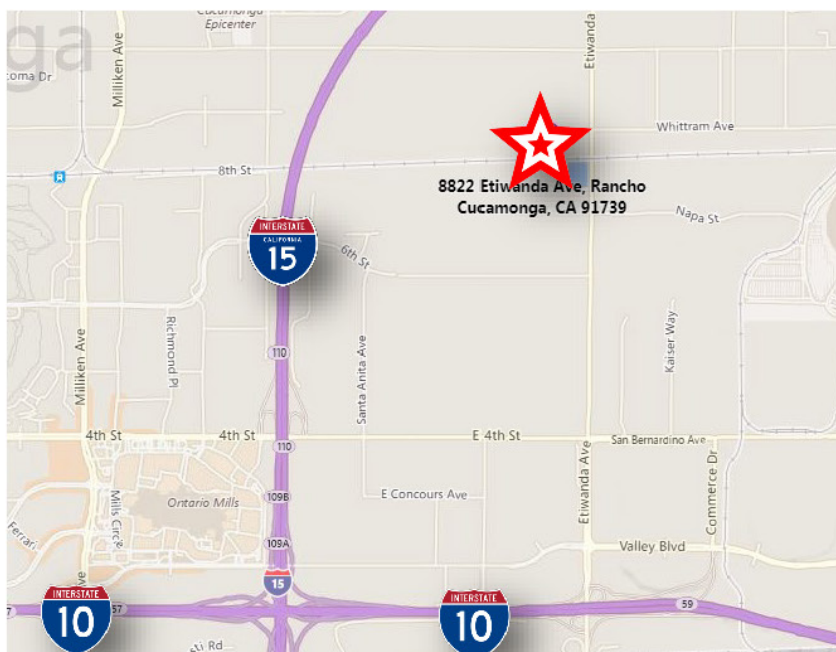 Cucamonga
Epicenter
ga
Milliken Ave
Etiwanda
Whittram Ave
8th St
8822 Etiwanda Ave, Rancho
Cucamonga, CA 91739
Napa St
INTERSTATE
CALIFORNIA
15
6th St
Richmond Pl
Milliken Ave
Santa Anita Ave
Kaiser Way
110
4th St
4th St
110
E 4th St
San Bernardino Ave
Etiwanda Ave
Commerce Dr
Ontario Mills
Mills Circle
109B
E Concours Ave
Ferrari
109A
Valley Blvd
15
INTERSTATE
10
57
INTERSTATE
10
59